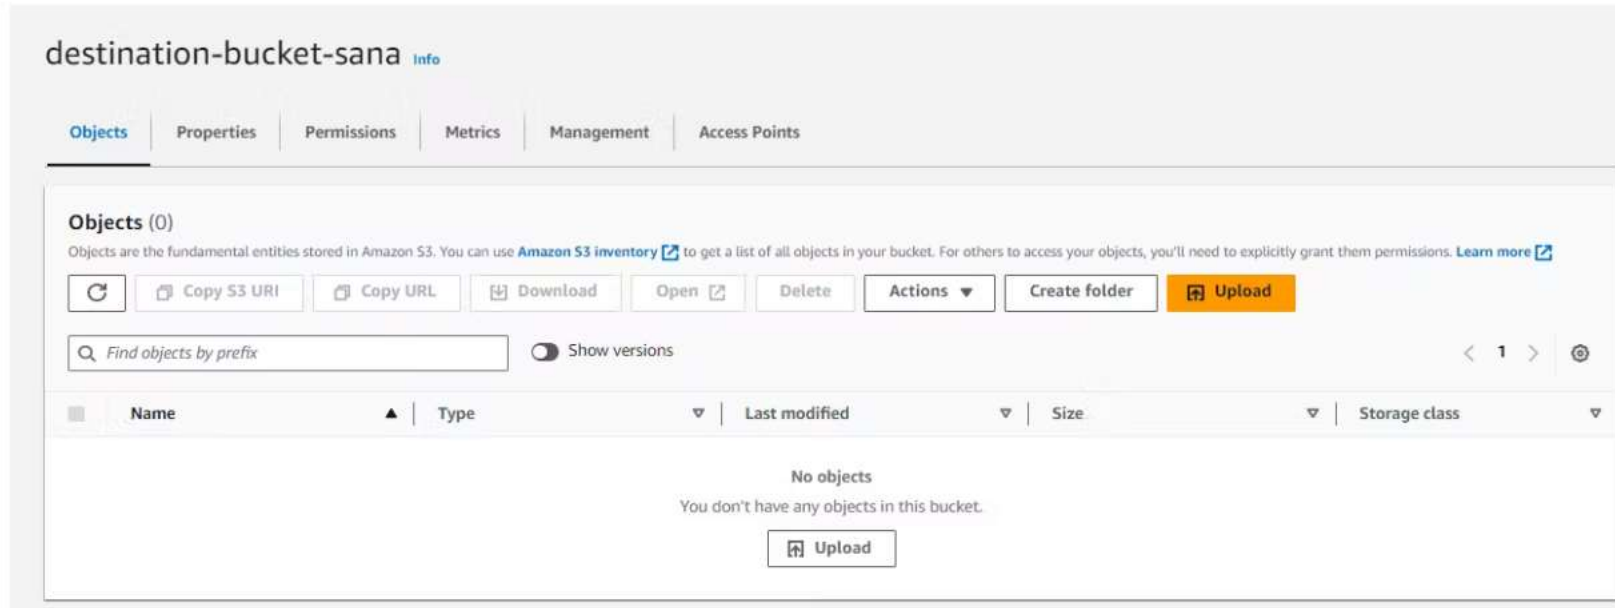 destination-bucket-sana Info
Objects Properties Permissions Metrics Management Access Points
Objects (0)
Objects are the fundamental entities stored in Amazon S3. You can use Amazon S3 inventory to get a list of all objects in your bucket. For others to access your objects, you'll need to explicitly grant them permissions. Learn more
Copy S3 URI Copy URL Download Open Delete Actions Create folder Upload
Find objects by prefix Show versions 1
Name Type Last modified Size Storage class
No objects
You don't have any objects in this bucket.
Upload